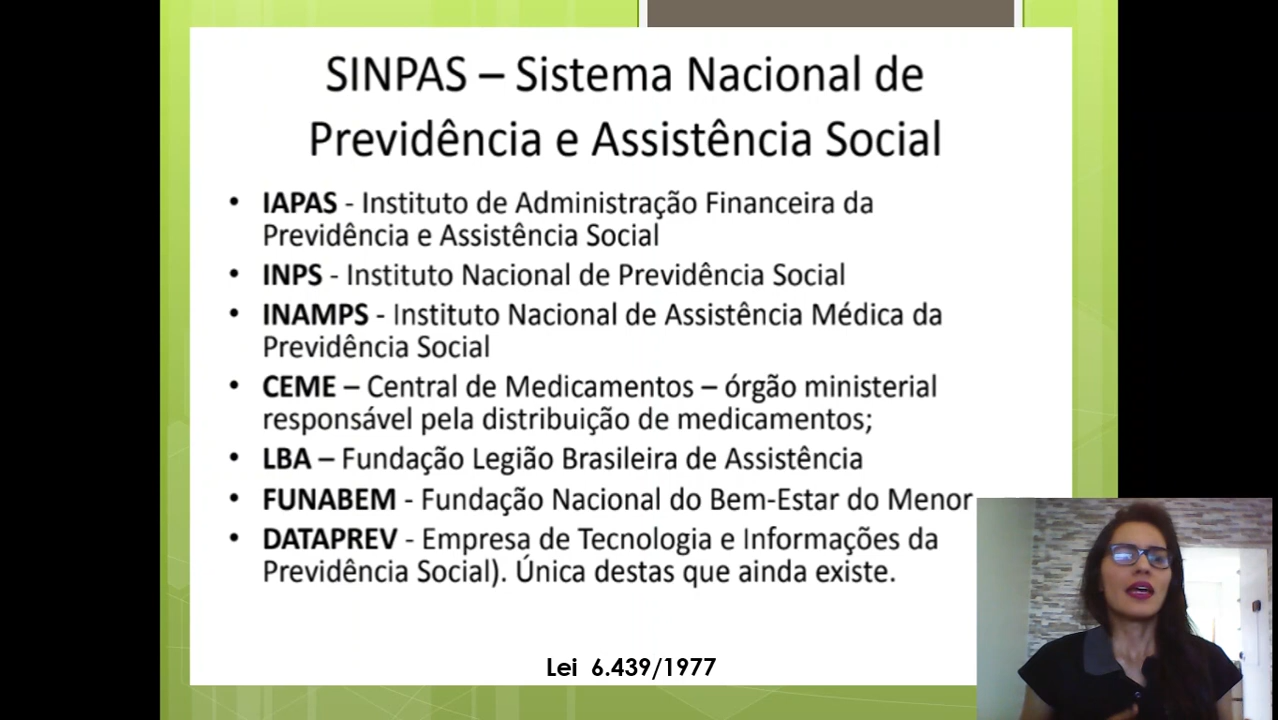 SINPAS – Sistema Nacional de
Previdência e Assistência Social
• IAPAS - Instituto de Administração Financeira da
Previdência e Assistência Social
• INPS - Instituto Nacional de Previdência Social
• INAMPS - Instituto Nacional de Assistência Médica da
Previdência Social
• CEME – Central de Medicamentos – órgão ministerial
responsável pela distribuição de medicamentos;
• LBA – Fundação Legião Brasileira de Assistência
• FUNABEM - Fundação Nacional do Bem-Estar do Menor
• DATAPREV - Empresa de Tecnologia e Informações da
Previdência Social). Única destas que ainda existe.
Lei 6.439/1977